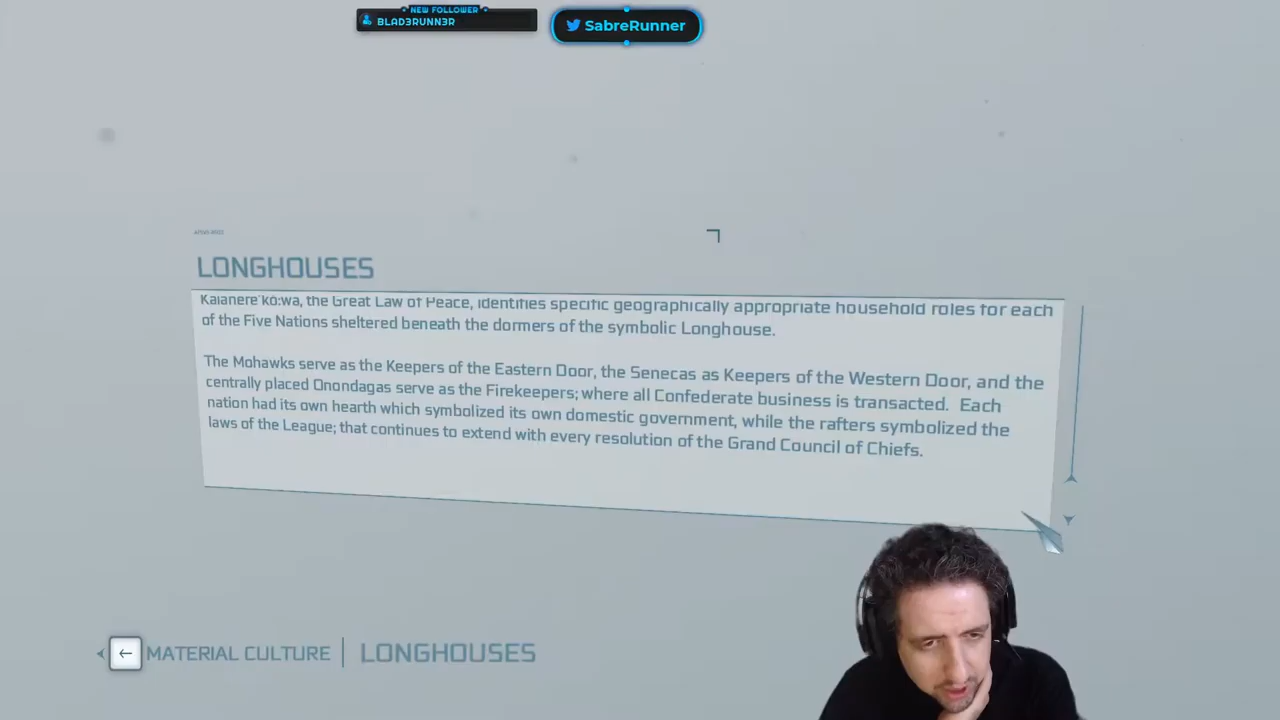 NEW FOLLOWER
BLAD3RUNN3R
SabreRunner
LONGHOUSES
Kaianere'kó:wa, the Great Law of Peace, identifies specific geographically appropriate household roles for each
of the Five Nations sheltered beneath the dormers of the symbolic Longhouse.
The Mohawks serve as the Keepers of the Eastern Door, the Senecas as Keepers of the Western Door, and the
centrally placed Onondagas serve as the Firekeepers; where all Confederate business is transacted. Each
nation had its own hearth which symbolized its own domestic government, while the rafters symbolized the
laws of the League; that continues to extend with every resolution of the Grand Council of Chiefs.
MATERIAL CULTURE | LONGHOUSES